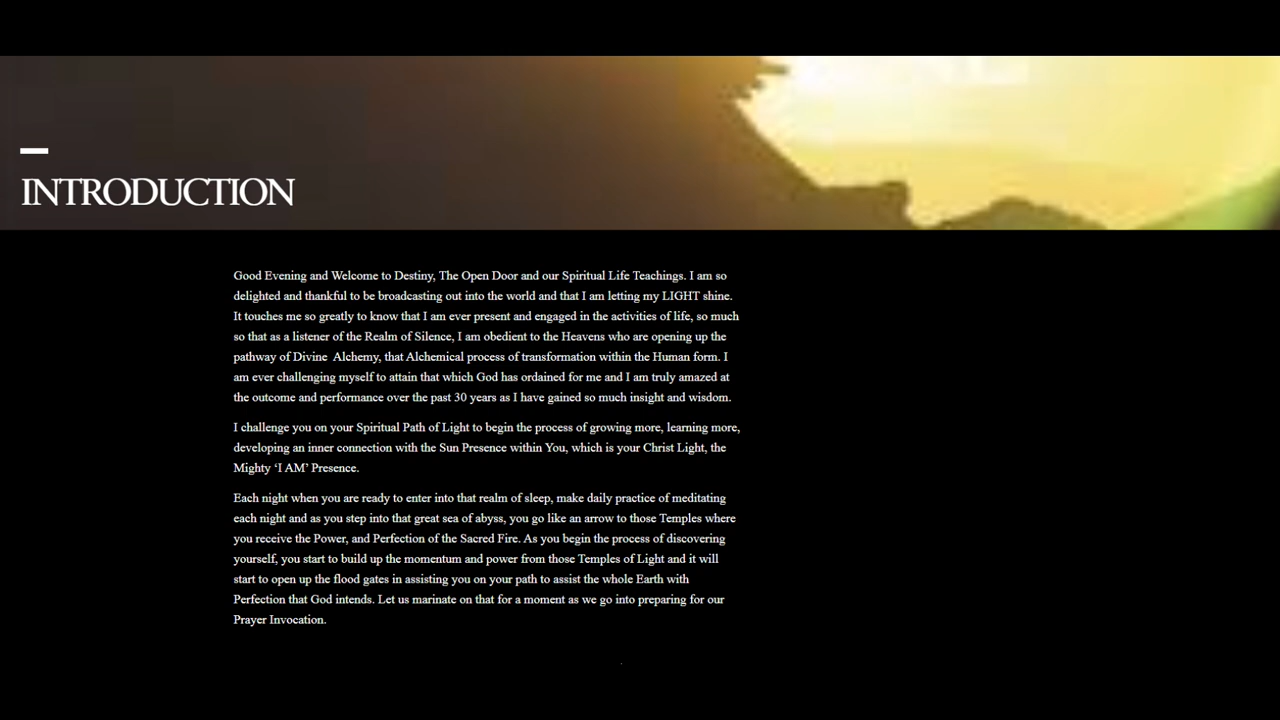 INTRODUCTION
Good Evening and Welcome to Destiny, The Open Door and our Spiritual Life Teachings. I am so
delighted and thankful to be broadcasting out into the world and that I am letting my LIGHT shine.
It touches me so greatly to know that I am ever present and engaged in the activities of life, so much
so that as a listener of the Realm of Silence, I am obedient to the Heavens who are opening up the
pathway of Divine  Alchemy, that Alchemical process of transformation within the Human form. I
am ever challenging myself to attain that which God has ordained for me and I am truly amazed at
the outcome and performance over the past 30 years as I have gained so much insight and wisdom.
I challenge you on your Spiritual Path of Light to begin the process of growing more, learning more,
developing an inner connection with the Sun Presence within You, which is your Christ Light, the
Mighty ‘I AM’ Presence.
Each night when you are ready to enter into that realm of sleep, make daily practice of meditating
each night and as you step into that great sea of abyss, you go like an arrow to those Temples where
you receive the Power, and Perfection of the Sacred Fire. As you begin the process of discovering
yourself, you start to build up the momentum and power from those Temples of Light and it will
start to open up the flood gates in assisting you on your path to assist the whole Earth with
Perfection that God intends. Let us marinate on that for a moment as we go into preparing for our
Prayer Invocation.